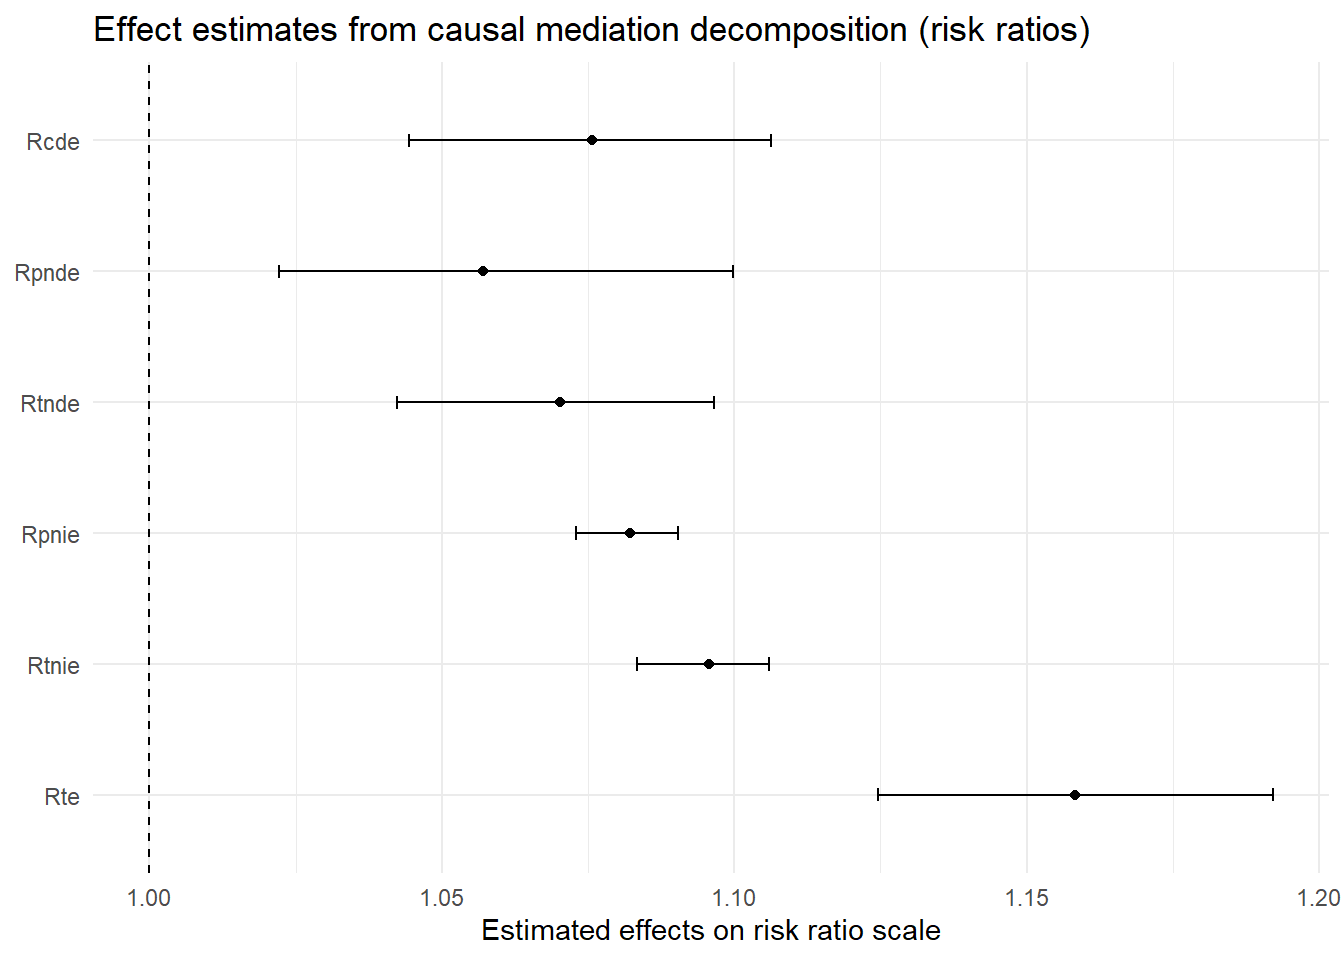 Effect estimates from causal mediation decomposition (risk ratios)
Rcde
Rpnde
Rtnde
Rpnie
Rtnie
Rte
1.00 1.05 1.10 1.15 1.20
Estimated effects on risk ratio scale